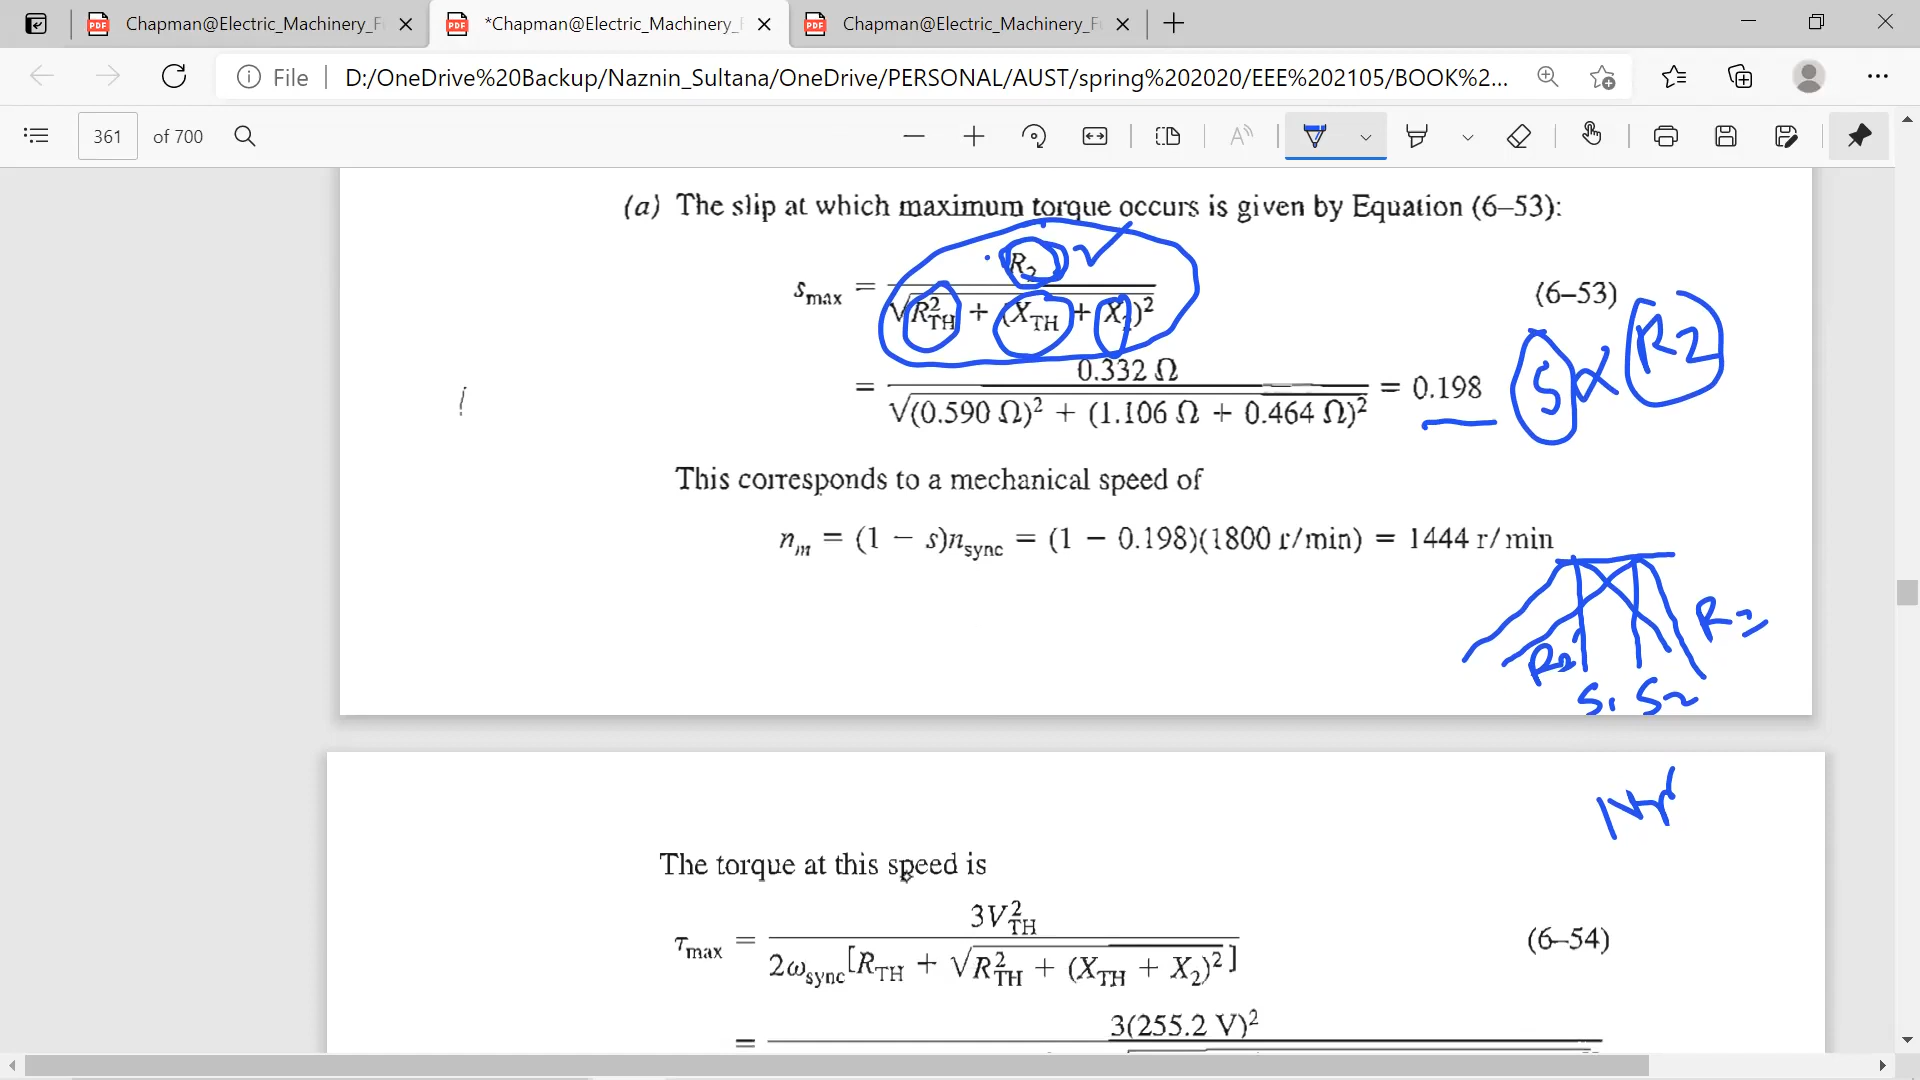 Chapman@Electric_Machinery_F
*Chapman@Electric_Machinery_F
Chapman@Electric_Machinery_F
File
D:/OneDrive%20Backup/Naznin_Sultana/OneDrive/PERSONAL/AUST/spring%202020/EEE%202105/BOOK%2...
361 of 700
(a) The slip at which maximum torque occurs is given by Equation (6–53):
s_max = R_2 / √(R_TH^2 + (X_TH + X_2)^2) (6–53)
S ∝ R2
= 0.332 Ω / √((0.590 Ω)^2 + (1.106 Ω + 0.464 Ω)^2) = 0.198
This corresponds to a mechanical speed of
n_m = (1 − s)n_sync = (1 − 0.198)(1800 r/min) = 1444 r/min
R2
R2'
S1 S2
The torque at this speed is
τ_max = 3V_TH^2 / 2ω_sync[R_TH + √(R_TH^2 + (X_TH + X_2)^2)] (6–54)
= 3(255.2 V)^2